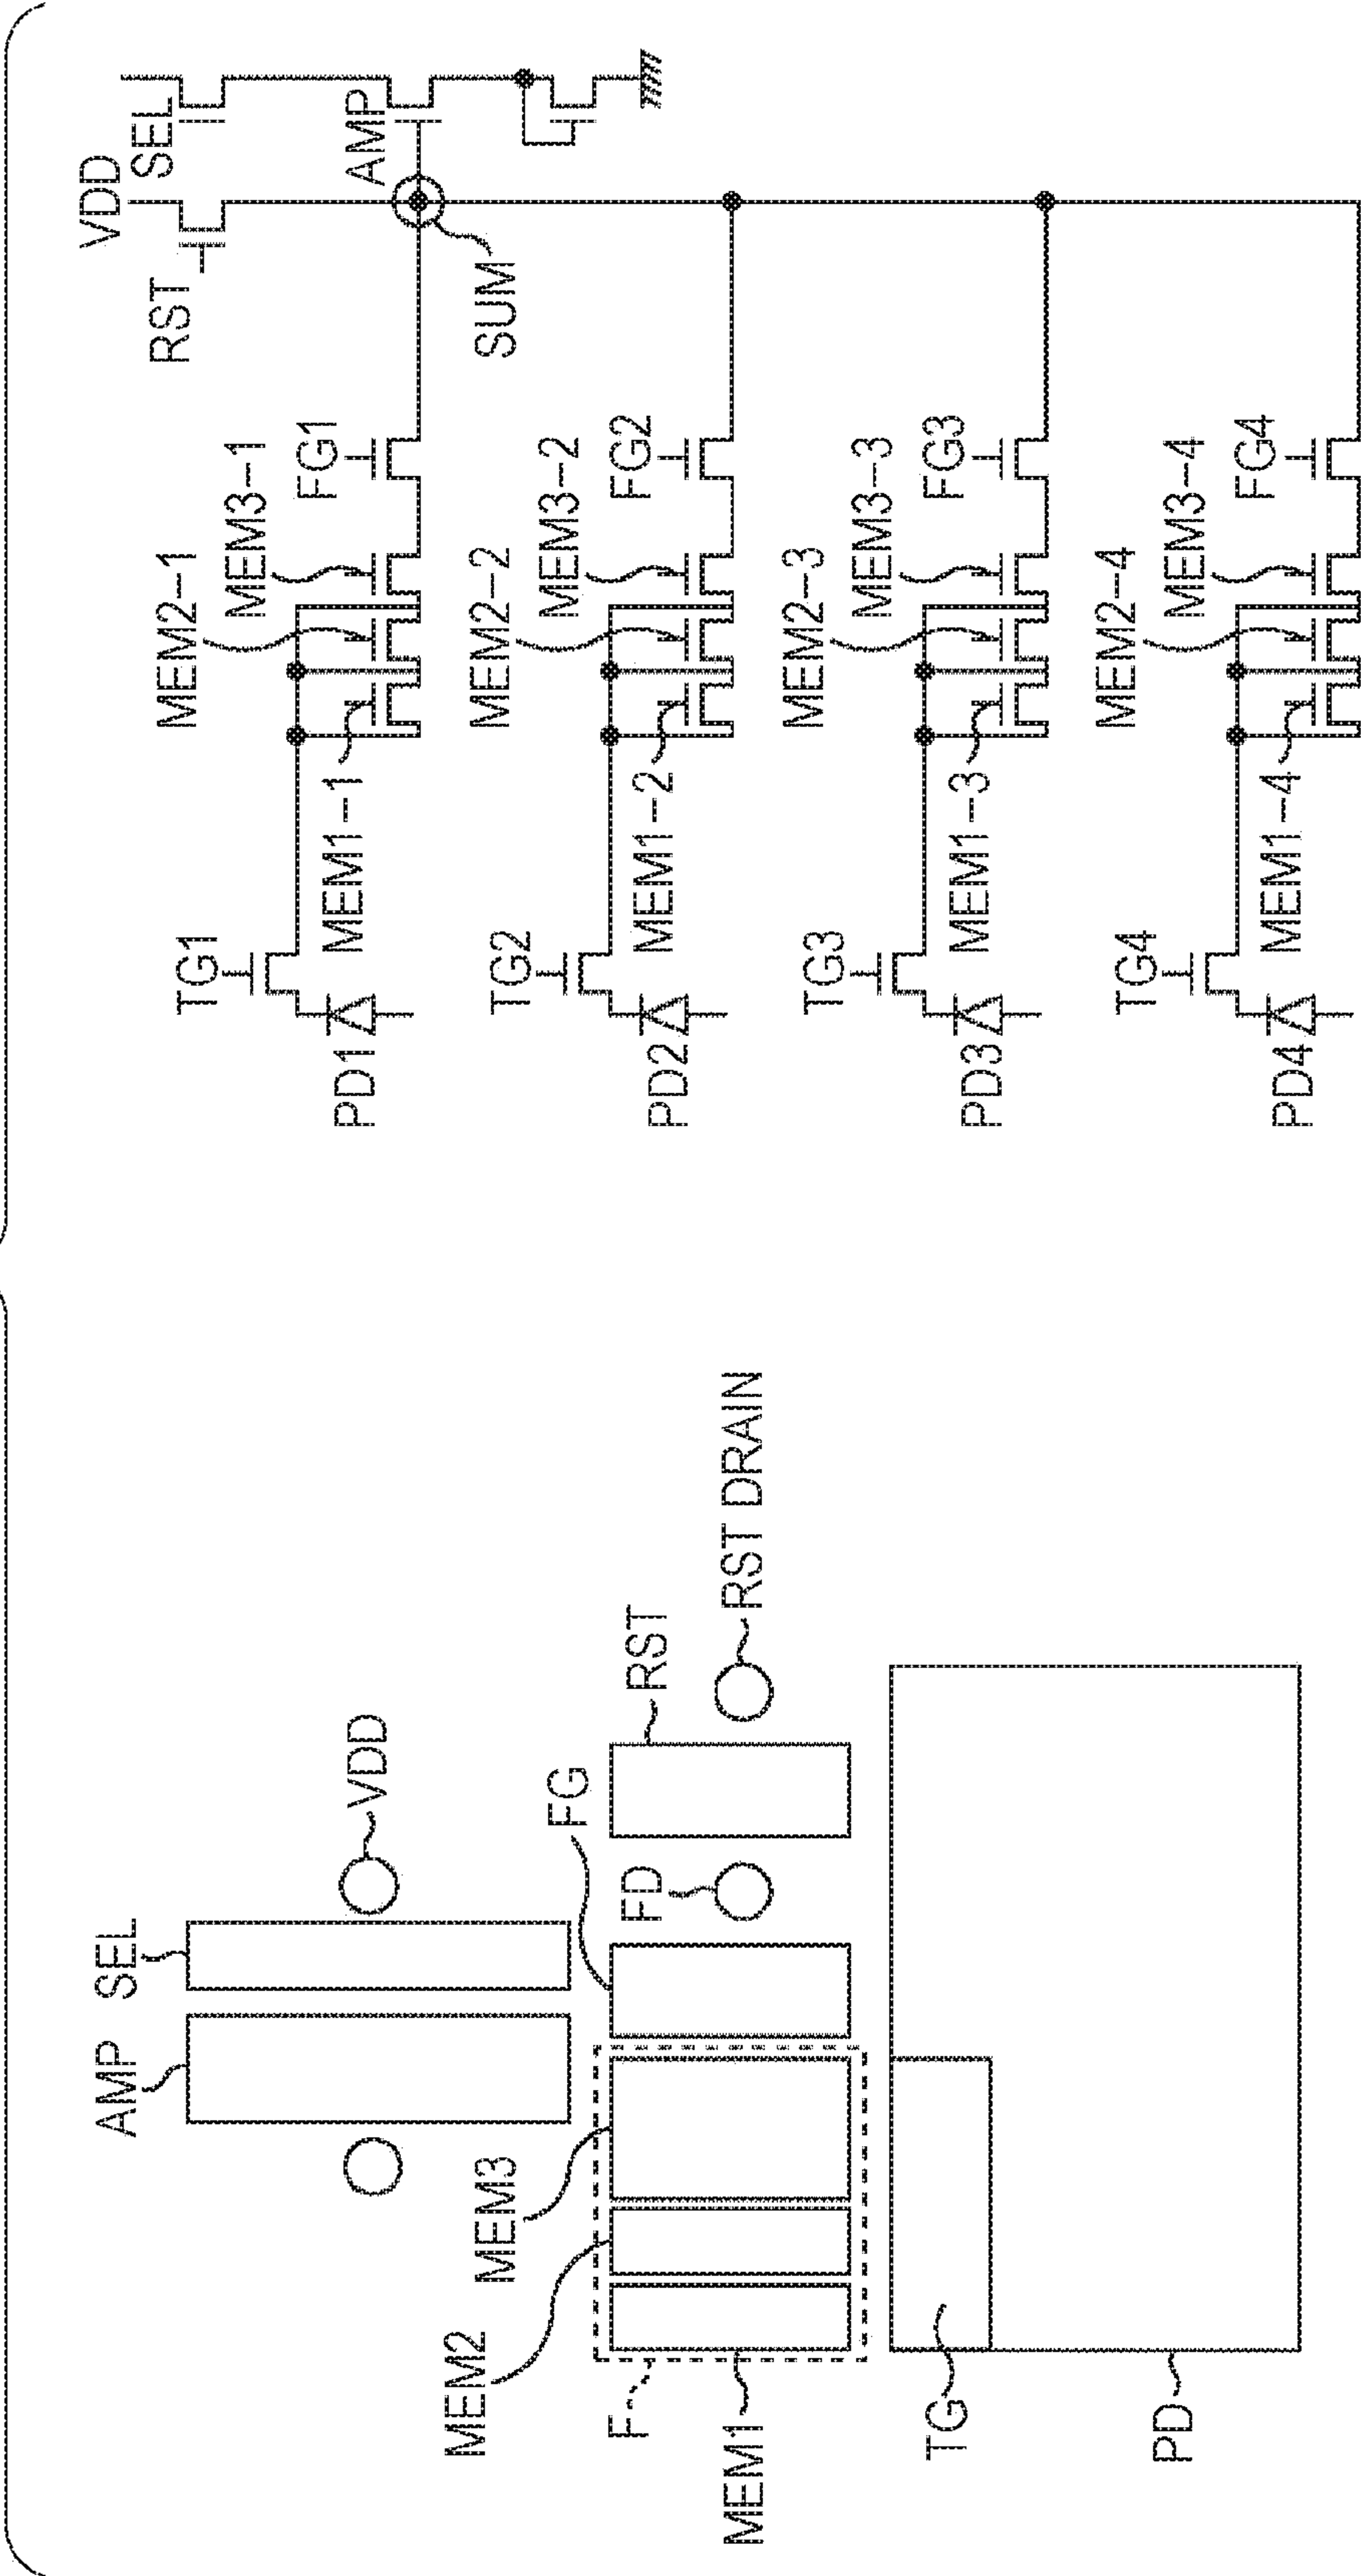 AMP
SEL
VDD
MEM2
MEM3
FG
F
FD
RST
MEM1
RST DRAIN
TG
PD
VDD
SEL
RST
AMP
SUM
TG1
MEM2-1
MEM3-1
FG1
MEM1-1
PD1
TG2
MEM2-2
MEM3-2
FG2
MEM1-2
PD2
TG3
MEM2-3
MEM3-3
FG3
MEM1-3
PD3
TG4
MEM2-4
MEM3-4
FG4
MEM1-4
PD4